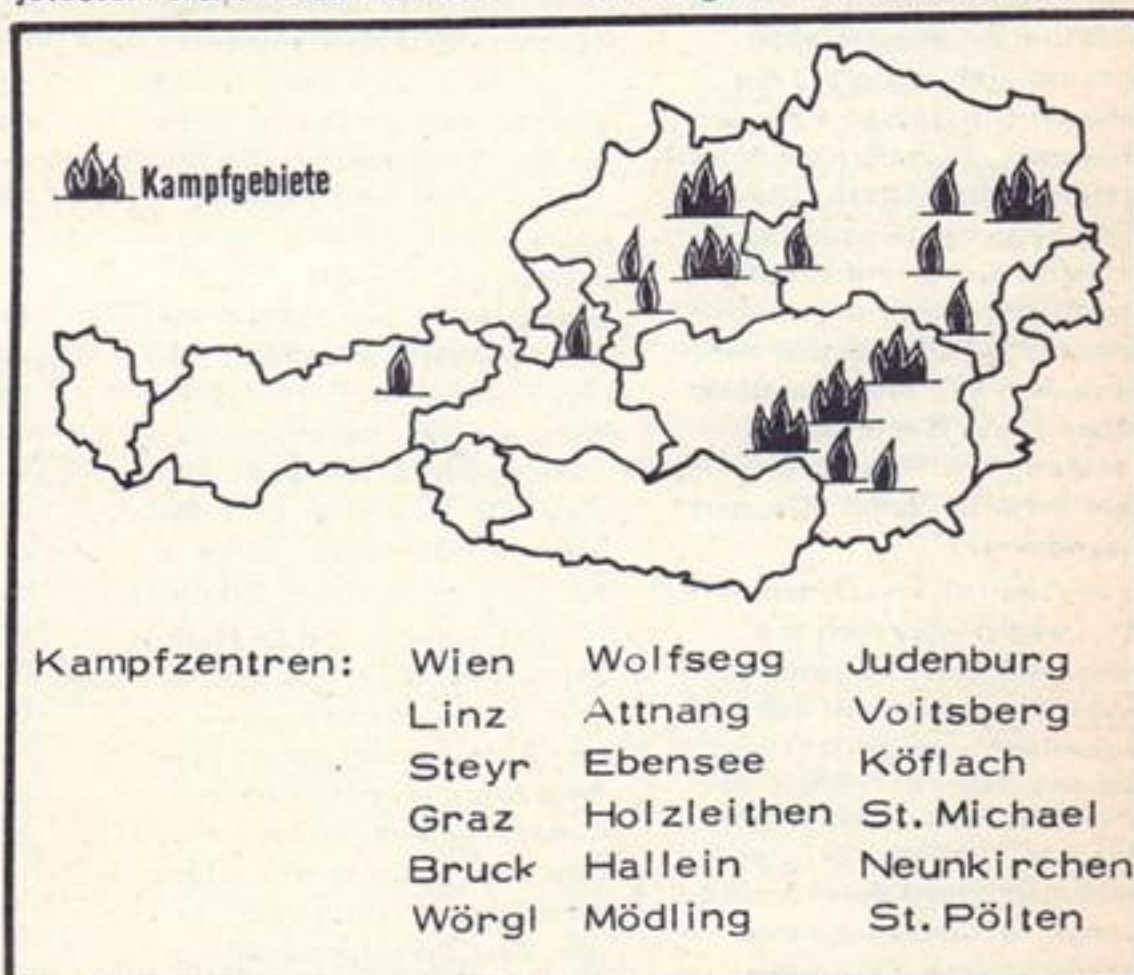 Kampfgebiete
Kampfzentren: Wien Wolfsegg Judenburg
Linz Attnang Voitsberg
Steyr Ebensee Köflach
Graz Holzleithen St. Michael
Bruck Hallein Neunkirchen
Wörgl Mödling St. Pölten